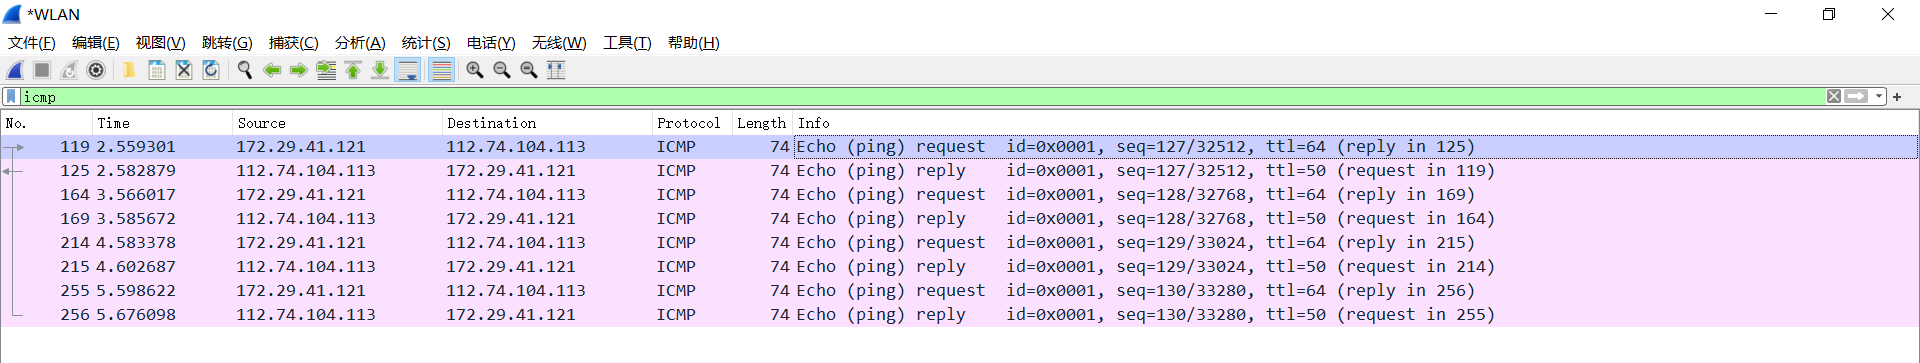 *WLAN
文件(F) 编辑(E) 视图(V) 跳转(G) 捕获(C) 分析(A) 统计(S) 电话(Y) 无线(W) 工具(T) 帮助(H)
icmp
No. Time Source Destination Protocol Length Info
119 2.559301 172.29.41.121 112.74.104.113 ICMP 74 Echo (ping) request id=0x0001, seq=127/32512, ttl=64 (reply in 125)
125 2.582879 112.74.104.113 172.29.41.121 ICMP 74 Echo (ping) reply id=0x0001, seq=127/32512, ttl=50 (request in 119)
164 3.566017 172.29.41.121 112.74.104.113 ICMP 74 Echo (ping) request id=0x0001, seq=128/32768, ttl=64 (reply in 169)
169 3.585672 112.74.104.113 172.29.41.121 ICMP 74 Echo (ping) reply id=0x0001, seq=128/32768, ttl=50 (request in 164)
214 4.583378 172.29.41.121 112.74.104.113 ICMP 74 Echo (ping) request id=0x0001, seq=129/33024, ttl=64 (reply in 215)
215 4.602687 112.74.104.113 172.29.41.121 ICMP 74 Echo (ping) reply id=0x0001, seq=129/33024, ttl=50 (request in 214)
255 5.598622 172.29.41.121 112.74.104.113 ICMP 74 Echo (ping) request id=0x0001, seq=130/33280, ttl=64 (reply in 256)
256 5.676098 112.74.104.113 172.29.41.121 ICMP 74 Echo (ping) reply id=0x0001, seq=130/33280, ttl=50 (request in 255)